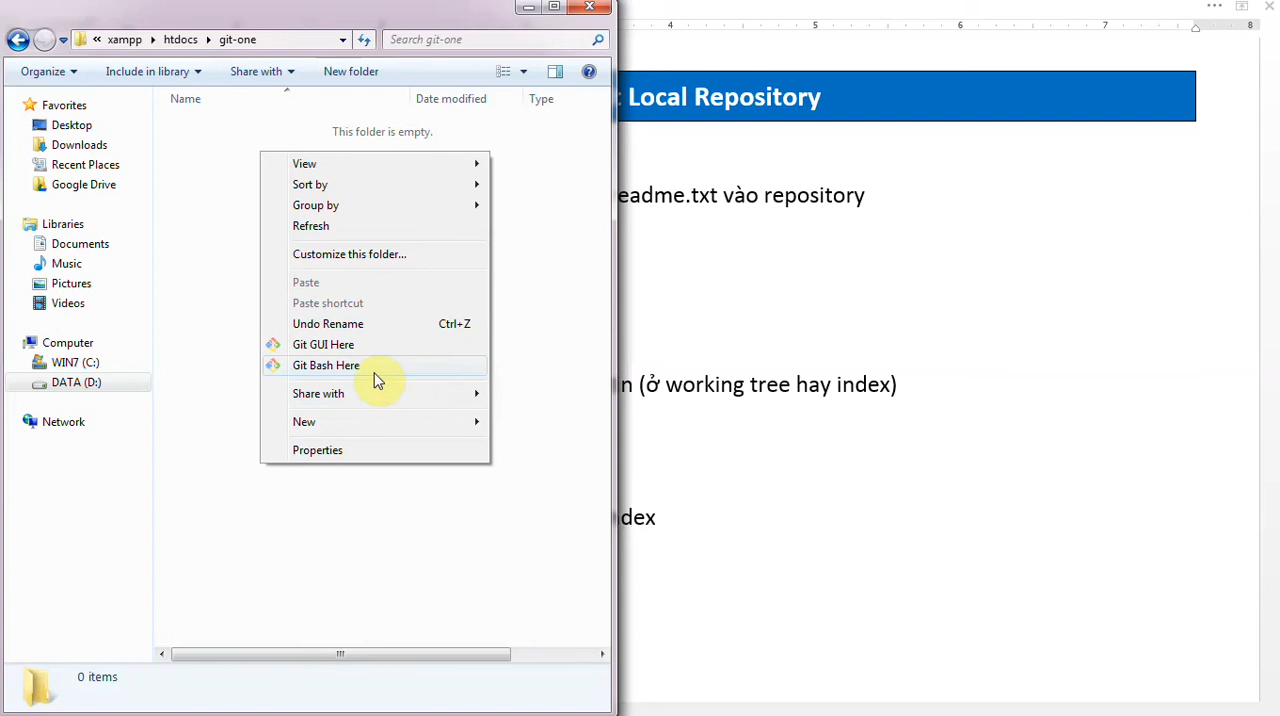 xampp htdocs git-one
Search git-one
Organize Include in library Share with New folder
Favorites
Desktop
Downloads
Recent Places
Google Drive
Libraries
Documents
Music
Pictures
Videos
Computer
WIN7 (C:)
DATA (D:)
Network
Name Date modified Type
This folder is empty.
View
Sort by
Group by
Refresh
Customize this folder...
Paste
Paste shortcut
Undo Rename Ctrl+Z
Git GUI Here
Git Bash Here
Share with
New
Properties
0 items
4 5 6 7 8
Local Repository
eadme.txt vào repository
n (ở working tree hay index)
dex